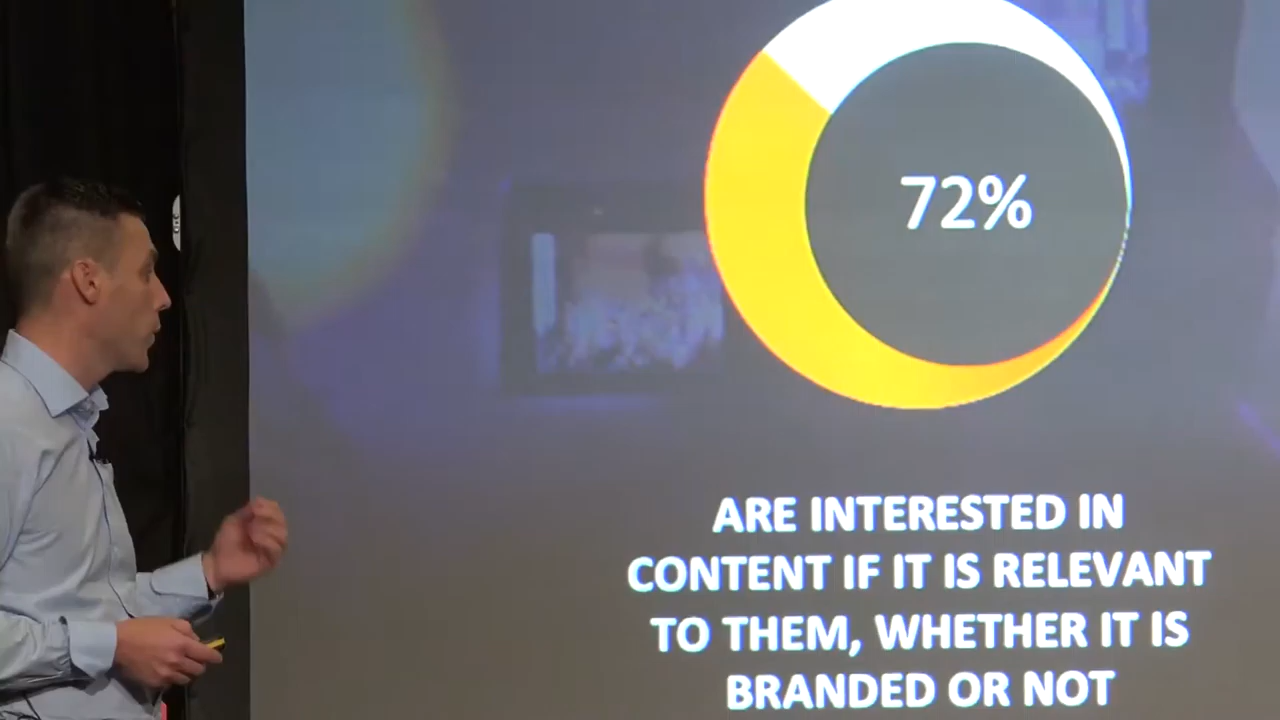 72%
ARE INTERESTED IN
CONTENT IF IT IS RELEVANT
TO THEM, WHETHER IT IS
BRANDED OR NOT